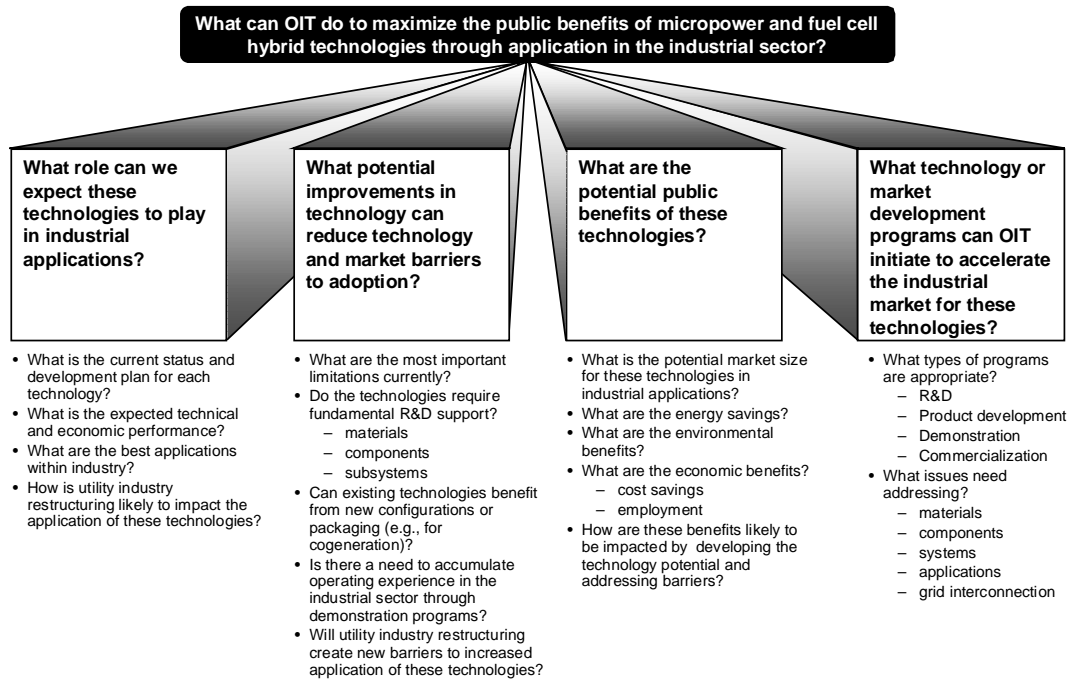 What can OIT do to maximize the public benefits of micropower and fuel cell
hybrid technologies through application in the industrial sector?
What role can we
expect these
technologies to play
in industrial
applications?
• What is the current status and
development plan for each
technology?
• What is the expected technical
and economic performance?
• What are the best applications
within industry?
• How is utility industry
restructuring likely to impact the
application of these technologies?
What potential
improvements in
technology can
reduce technology
and market barriers
to adoption?
• What are the most important
limitations currently?
• Do the technologies require
fundamental R&D support?
– materials
– components
– subsystems
• Can existing technologies benefit
from new configurations or
packaging (e.g., for
cogeneration)?
• Is there a need to accumulate
operating experience in the
industrial sector through
demonstration programs?
• Will utility industry restructuring
create new barriers to increased
application of these technologies?
What are the
potential public
benefits of these
technologies?
• What is the potential market size
for these technologies in
industrial applications?
• What are the energy savings?
• What are the environmental
benefits?
• What are the economic benefits?
– cost savings
– employment
• How are these benefits likely to
be impacted by developing the
technology potential and
addressing barriers?
What technology or
market
development
programs can OIT
initiate to accelerate
the industrial
market for these
technologies?
• What types of programs
are appropriate?
– R&D
– Product development
– Demonstration
– Commercialization
• What issues need
addressing?
– materials
– components
– systems
– applications
– grid interconnection